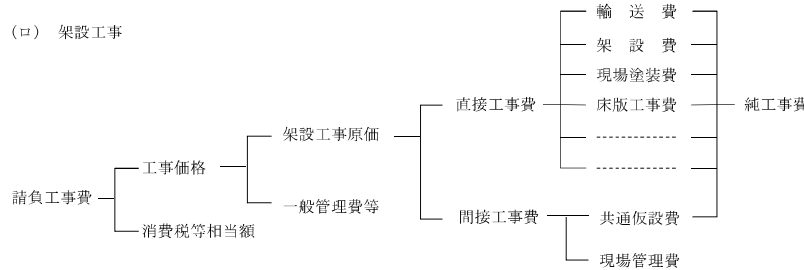 (ロ) 架設工事
輸送費
架設費
現場塗装費
直接工事費
床版工事費
純工事費
架設工事原価
工事価格
請負工事費
一般管理費等
間接工事費
共通仮設費
消費税等相当額
現場管理費